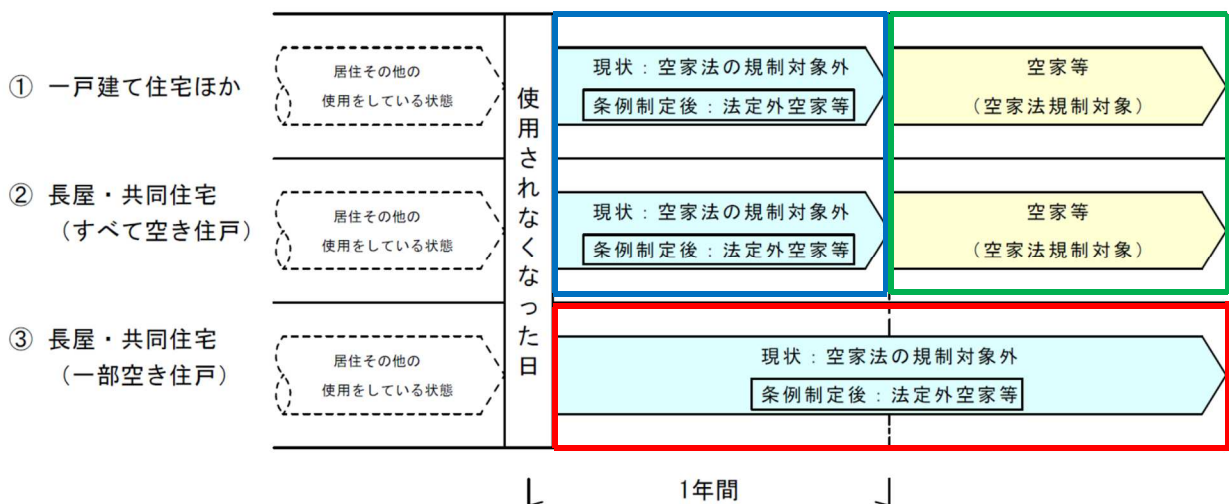 ① 一戸建て住宅ほか
居住その他の
使用をしている状態
使用されなくなった日
現状：空家法の規制対象外
条例制定後：法定外空家等
空家等
（空家法規制対象）
② 長屋・共同住宅
（すべて空き住戸）
居住その他の
使用をしている状態
現状：空家法の規制対象外
条例制定後：法定外空家等
空家等
（空家法規制対象）
③ 長屋・共同住宅
（一部空き住戸）
居住その他の
使用をしている状態
現状：空家法の規制対象外
条例制定後：法定外空家等
1年間